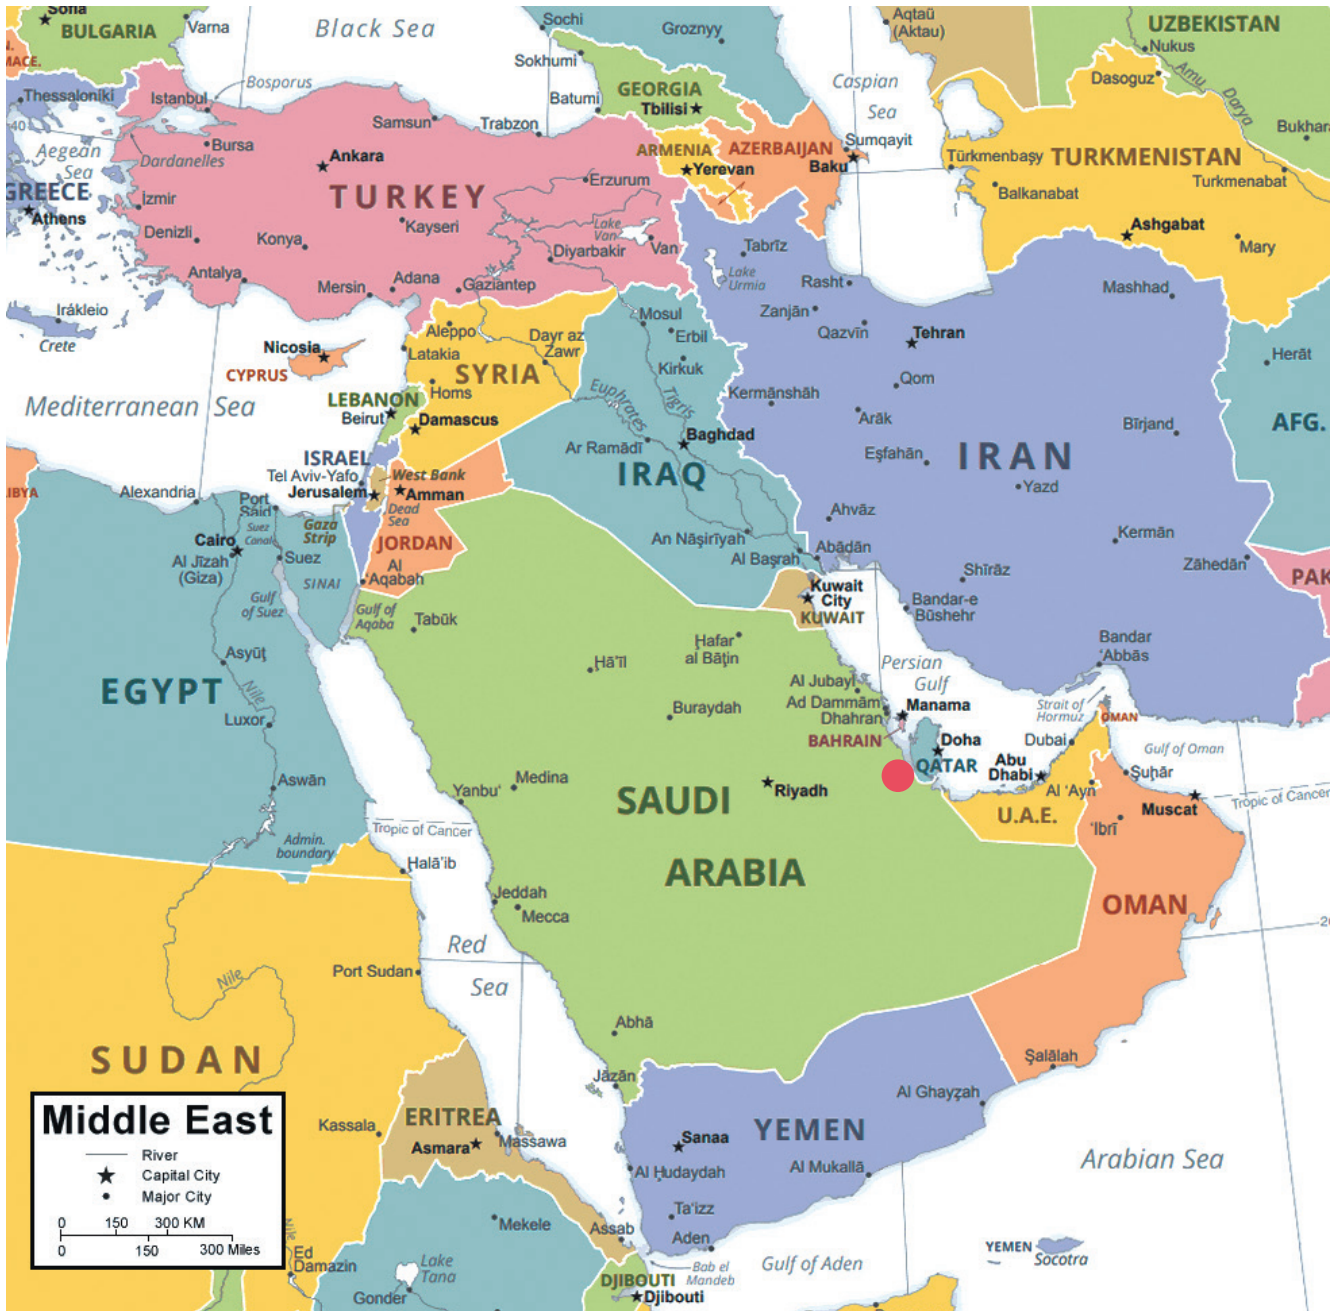 Sofia
BULGARIA
Varna
Black Sea
Sochi
Groznyy
Aqtaū
(Aktau)
UZBEKISTAN
Nukus
N.
MACE.
Thessaloniki
Istanbul
Bosporus
Sokhumi
GEORGIA
Tbilisi
Batumi
Caspian
Sea
Dasoguz
Amu
Darya
Bukhar
40
Aegean
Sea
Dardanelles
Bursa
Samsun
Trabzon
ARMENIA
Yerevan
AZERBAIJAN
Sumqayit
Baku
Türkmenbaşy
TURKMENISTAN
Turkmenabat
Balkanabat
GREECE
Athens
Ankara
TURKEY
Erzurum
İzmir
Denizli
Konya
Kayseri
Lake
Van
Van
Diyarbakir
Ashgabat
Mary
Tabrīz
Lake
Urmia
Antalya
Mersin
Adana
Gaziantep
Rasht
Mashhad
Irákleio
Crete
Zanjān
Qazvīn
Tehran
Aleppo
Dayr az
Zawr
Mosul
Erbil
Kirkuk
Nicosia
CYPRUS
Latakia
SYRIA
Homs
Qom
Herāt
Mediterranean Sea
LEBANON
Beirut
Damascus
Euphrates
Tigris
Kermānshāh
Arāk
Bīrjand
AFG.
Baghdad
Ar Ramādī
IRAQ
Eşfahān
IRAN
Yazd
ISRAEL
Tel Aviv-Yafo
West Bank
Jerusalem
Amman
Dead
Sea
LIBYA
Alexandria
Port
Said
Suez
Canal
Gaza
Strip
JORDAN
Ahvāz
Kermān
Cairo
Al Jīzah
(Giza)
Suez
SINAI
Al
'Aqabah
An Nāşirīyah
Al Başrah
Abādān
Zāhedān
Shīrāz
PAK
Kuwait
City
KUWAIT
Bandar-e
Būshehr
Gulf
of Suez
Gulf of
Aqaba
Tabūk
Ḩafar
al Bāţin
Bandar
'Abbās
Asyūţ
Ḩā'īl
Persian
Gulf
EGYPT
Nile
Luxor
Al Jubayl
Ad Dammām
Dhahran
Manama
Buraydah
Strait of
Hormuz
OMAN
BAHRAIN
Doha
QATAR
Dubai
Gulf of Oman
Abu
Dhabi
Şuḩār
Aswān
Yanbu'
Medina
Riyadh
Al 'Ayn
Muscat
Tropic of Cancer
SAUDI
ARABIA
U.A.E.
'Ibrī
Tropic of Cancer
Admin.
boundary
Ḩalā'ib
Jeddah
Mecca
OMAN
20
Red
Sea
Port Sudan
Nile
Abhā
SUDAN
Şalālah
Jāzān
Al Ghayz̧ah
Middle East
River
Capital City
Major City
0 150 300 KM
0 150 300 Miles
Kassala
ERITREA
Asmara
Massawa
Sanaa
YEMEN
Arabian Sea
Al Ḩudaydah
Al Mukallā
Ta'izz
Mekele
Assab
Aden
Nile
Ed
Damazin
Lake
Tana
Gonder
Bab el
Mandeb
Gulf of Aden
YEMEN
Socotra
DJIBOUTI
Djibouti